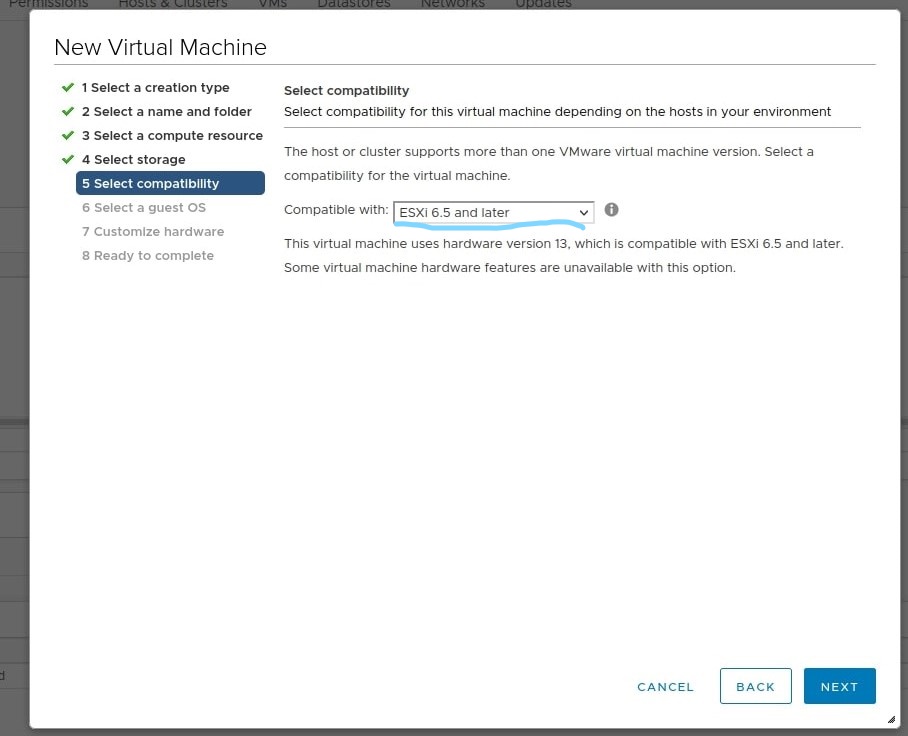 Permissions Hosts & Clusters VMs Datastores Networks Updates
New Virtual Machine
1 Select a creation type
2 Select a name and folder
3 Select a compute resource
4 Select storage
5 Select compatibility
6 Select a guest OS
7 Customize hardware
8 Ready to complete
Select compatibility
Select compatibility for this virtual machine depending on the hosts in your environment
The host or cluster supports more than one VMware virtual machine version. Select a
compatibility for the virtual machine.
Compatible with: ESXi 6.5 and later
This virtual machine uses hardware version 13, which is compatible with ESXi 6.5 and later.
Some virtual machine hardware features are unavailable with this option.
d
CANCEL BACK NEXT